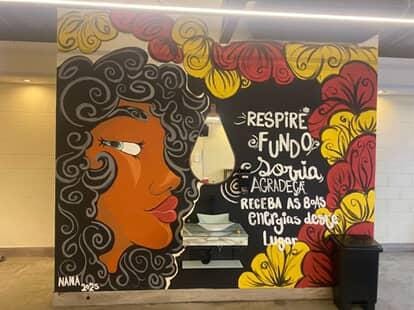 RESPIRE
FUNDO
sorria
AGRADEÇA
RECEBA AS BOAS
energias deste
Lugar
NANA
2025